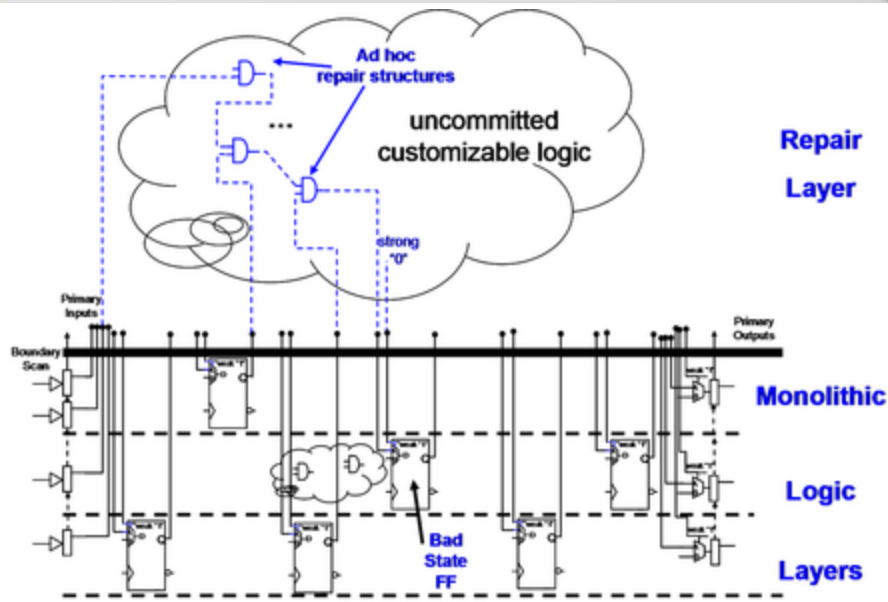 Ad hoc
repair structures
...
uncommitted
customizable logic
Repair
Layer
strong
"0"
Primary
Inputs
Primary
Outputs
Boundary
Scan
Monolithic
Logic
Bad
State
FF
Layers